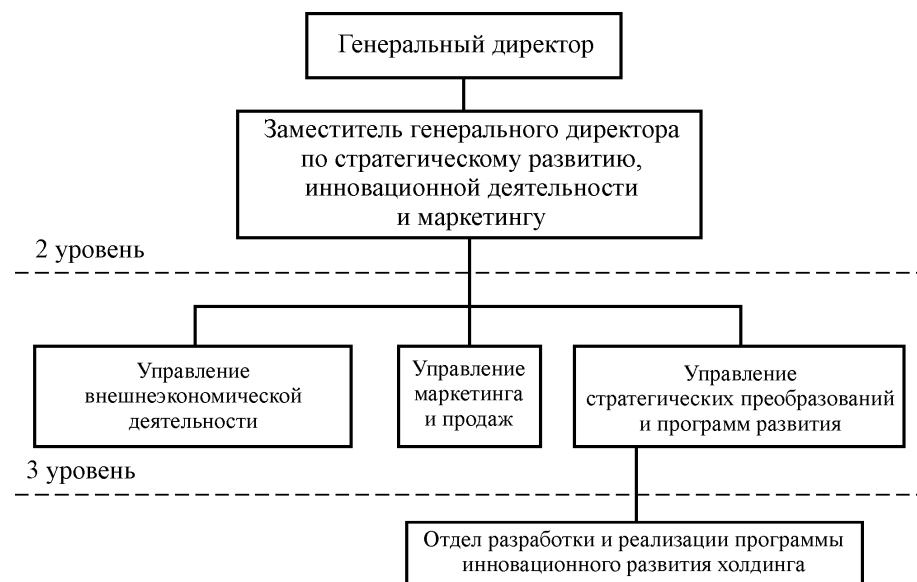 Генеральный директор
Заместитель генерального директора
по стратегическому развитию,
инновационной деятельности
и маркетингу
2 уровень
Управление
внешнеэкономической
деятельности
Управление
маркетинга
и продаж
Управление
стратегических преобразований
и программ развития
3 уровень
Отдел разработки и реализации программы
инновационного развития холдинга